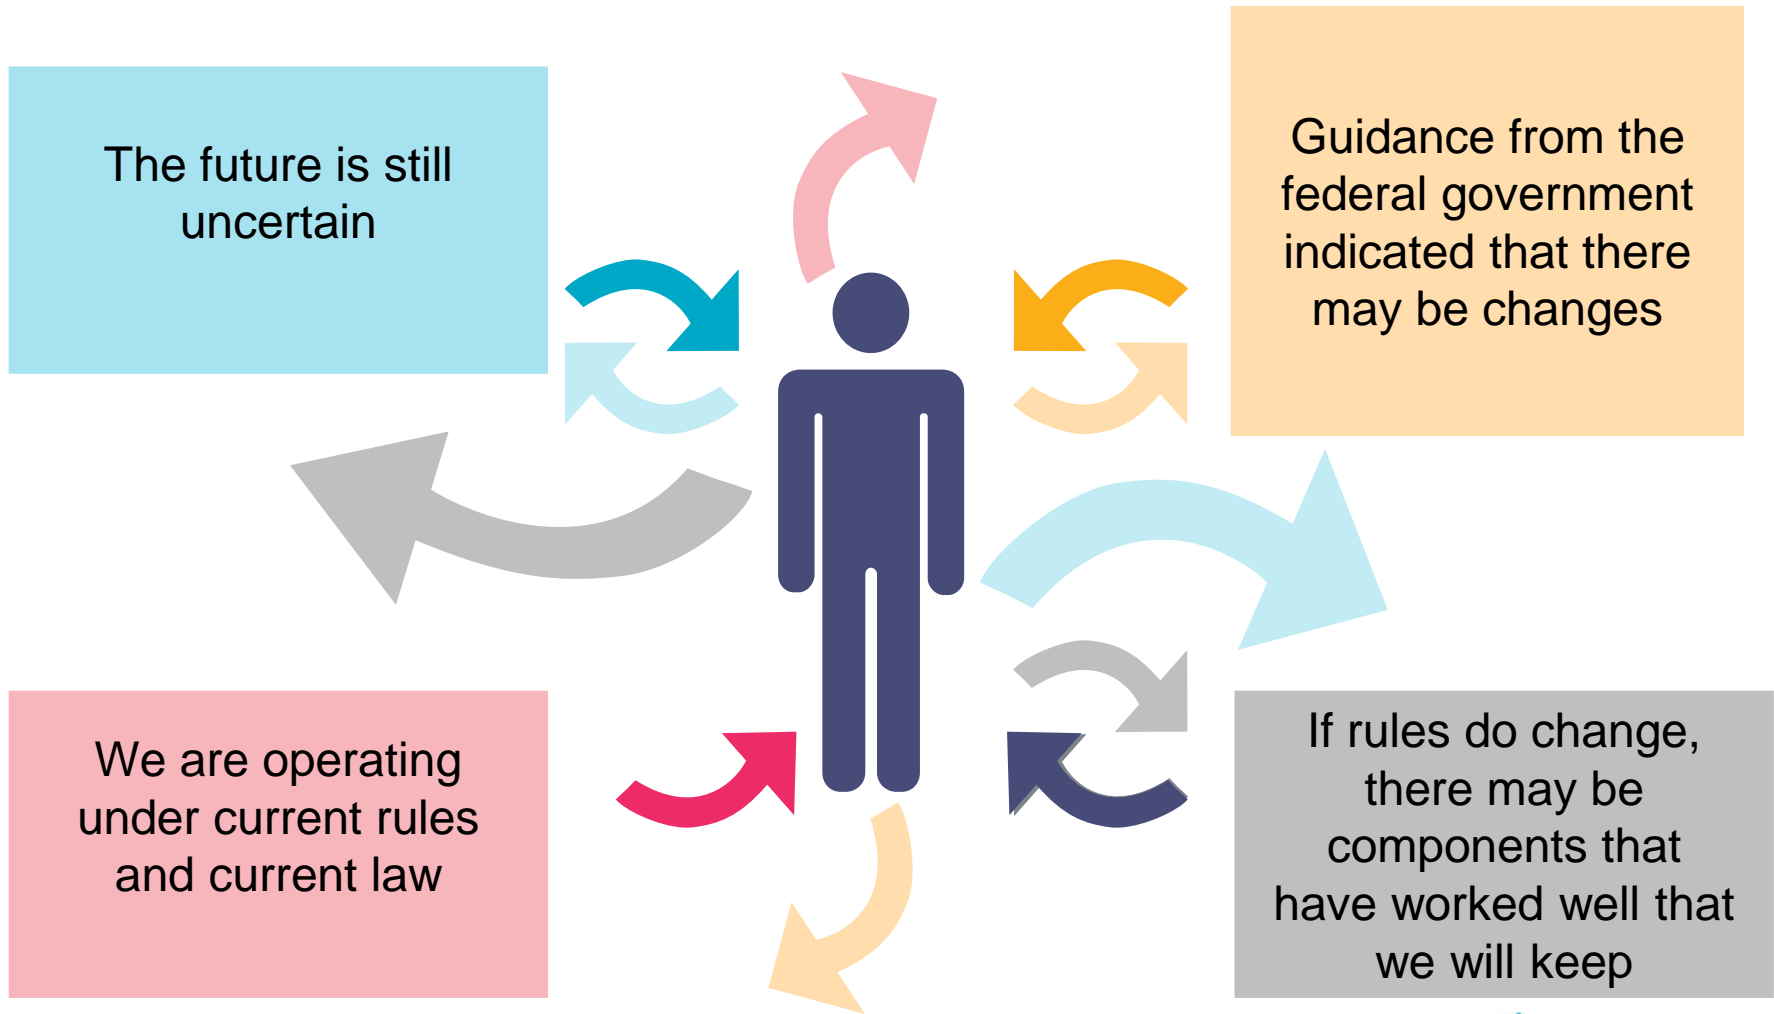 The future is still
uncertain
Guidance from the
federal government
indicated that there
may be changes
We are operating
under current rules
and current law
If rules do change,
there may be
components that
have worked well that
we will keep